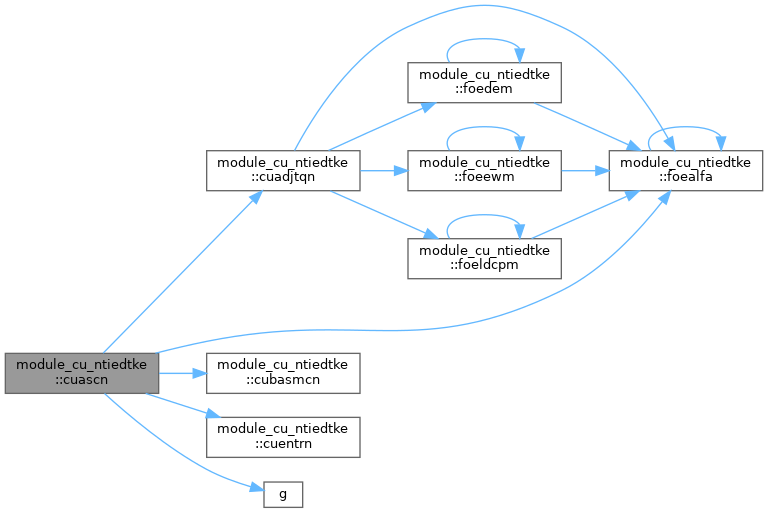 module_cu_ntiedtke
::foedem
module_cu_ntiedtke
::cuadjtqn
module_cu_ntiedtke
::foeewm
module_cu_ntiedtke
::foealfa
module_cu_ntiedtke
::foeldcpm
module_cu_ntiedtke
::cuascn
module_cu_ntiedtke
::cubasmcn
module_cu_ntiedtke
::cuentrn
g